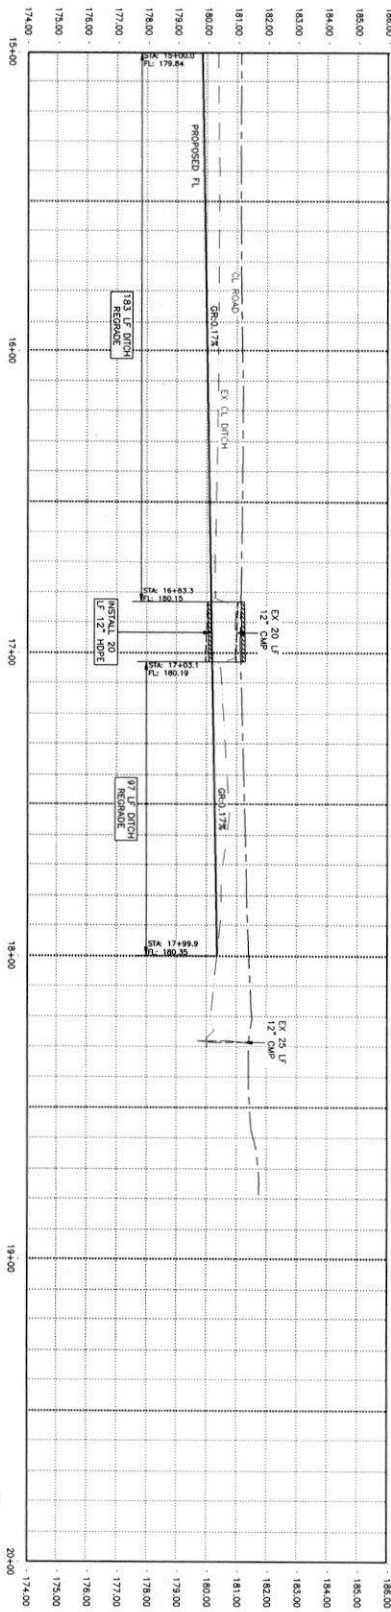 186.00
185.00
184.00
183.00
182.00
181.00
180.00
179.00
178.00
177.00
176.00
175.00
174.00
EX 20 LF
12" CMP
EX 25 LF
12" CMP
CL ROAD
EX CL DITCH
PROPOSED FL
GR:0.17%
GR:0.17%
STA: 15+00.0
FL: 179.84
STA: 16+83.3
FL: 180.15
STA: 17+03.1
FL: 180.19
STA: 17+99.9
FL: 180.35
183 LF DITCH
REGRADE
INSTALL 20
LF 12" HDPE
97 LF DITCH
REGRADE
15+00
16+00
17+00
18+00
19+00
20+00
186.00
185.00
184.00
183.00
182.00
181.00
180.00
179.00
178.00
177.00
176.00
175.00
174.00